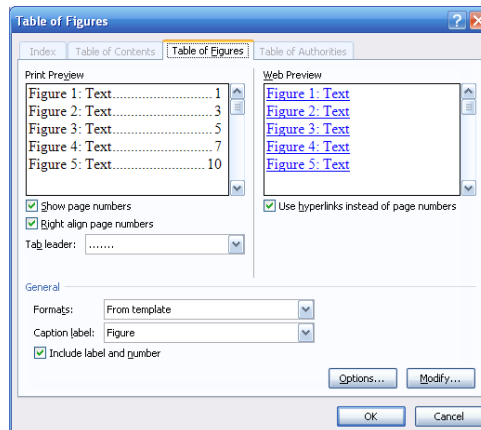 Table of Figures
Index Table of Contents Table of Figures Table of Authorities
Print Preview
Figure 1: Text.................................. 1
Figure 2: Text.................................. 3
Figure 3: Text.................................. 5
Figure 4: Text.................................. 7
Figure 5: Text................................ 10
Show page numbers
Right align page numbers
Tab leader: .......
Web Preview
Figure 1: Text
Figure 2: Text
Figure 3: Text
Figure 4: Text
Figure 5: Text
Use hyperlinks instead of page numbers
General
Formats: From template
Caption label: Figure
Include label and number
Options... Modify...
OK Cancel